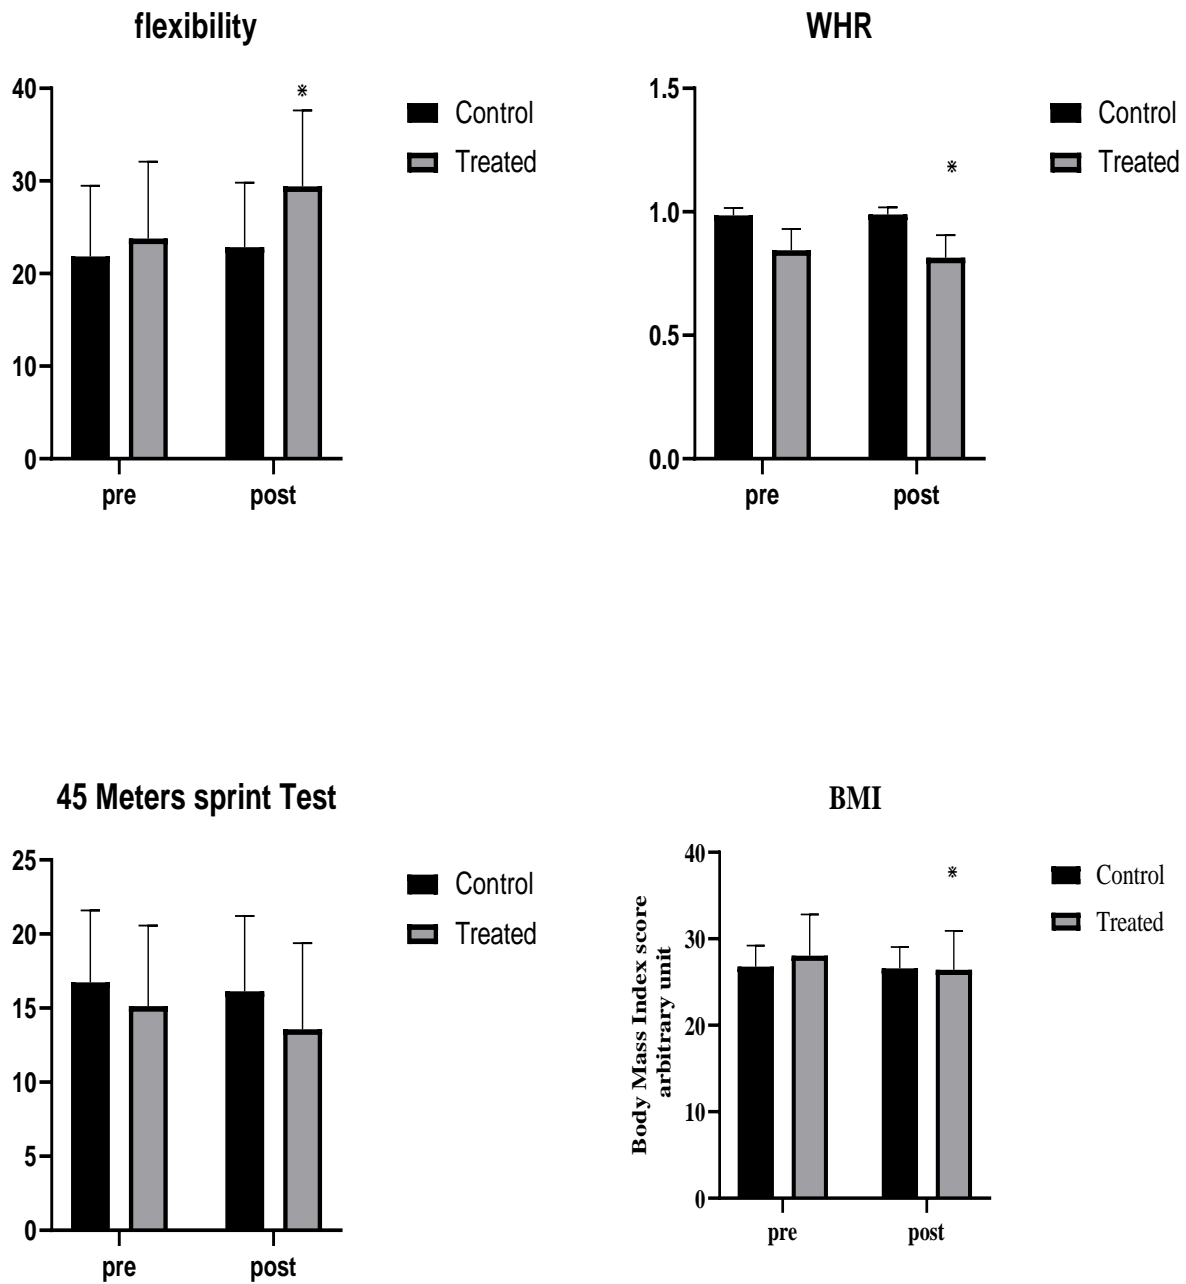 flexibility
40
30
20
10
0
pre post
※
Control
Treated
WHR
1.5
1.0
0.5
0.0
pre post
※
Control
Treated
45 Meters sprint Test
25
20
15
10
5
0
pre post
Control
Treated
BMI
Body Mass Index score
arbitrary unit
40
30
20
10
0
pre post
※
Control
Treated